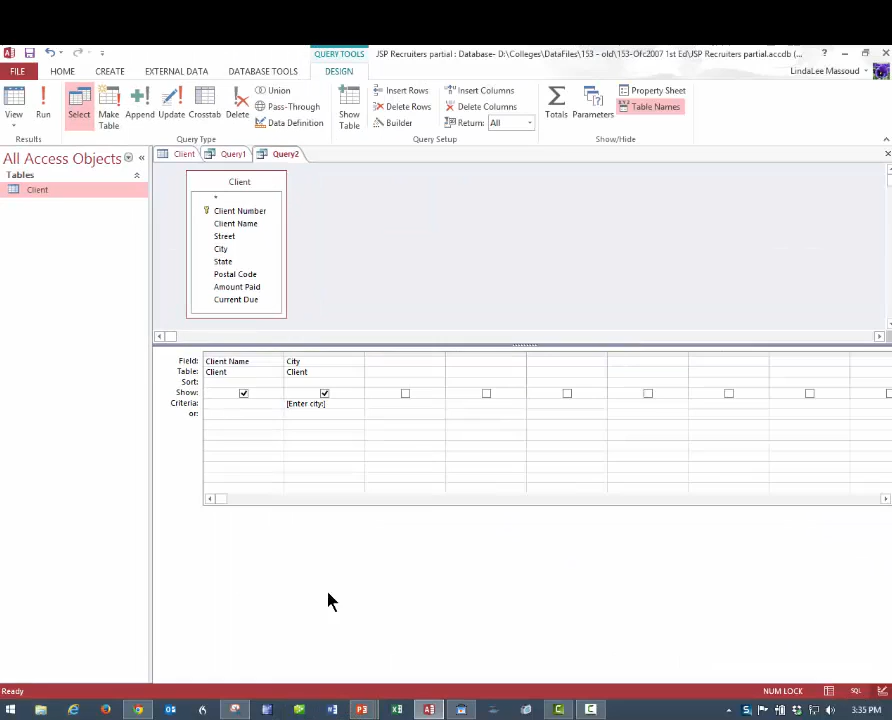 QUERY TOOLS
JSP Recruiters partial : Database- D:\Colleges\DataFiles\153 - old\153-Ofc2007 1st Ed\JSP Recruiters partial.accdb (...
FILE HOME CREATE EXTERNAL DATA DATABASE TOOLS DESIGN LindaLee Massoud
View Run Select Make Table Append Update Crosstab Delete
Union
Pass-Through
Data Definition
Show Table
Insert Rows
Delete Rows
Builder
Insert Columns
Delete Columns
Return: All
Totals Parameters
Property Sheet
Table Names
Results Query Type Query Setup Show/Hide
All Access Objects
Tables
Client
Client Query1 Query2
Client
*
Client Number
Client Name
Street
City
State
Postal Code
Amount Paid
Current Due
Field: Client Name City
Table: Client Client
Sort:
Show:
Criteria: [Enter city:]
or:
Ready NUM LOCK SQL
3:35 PM